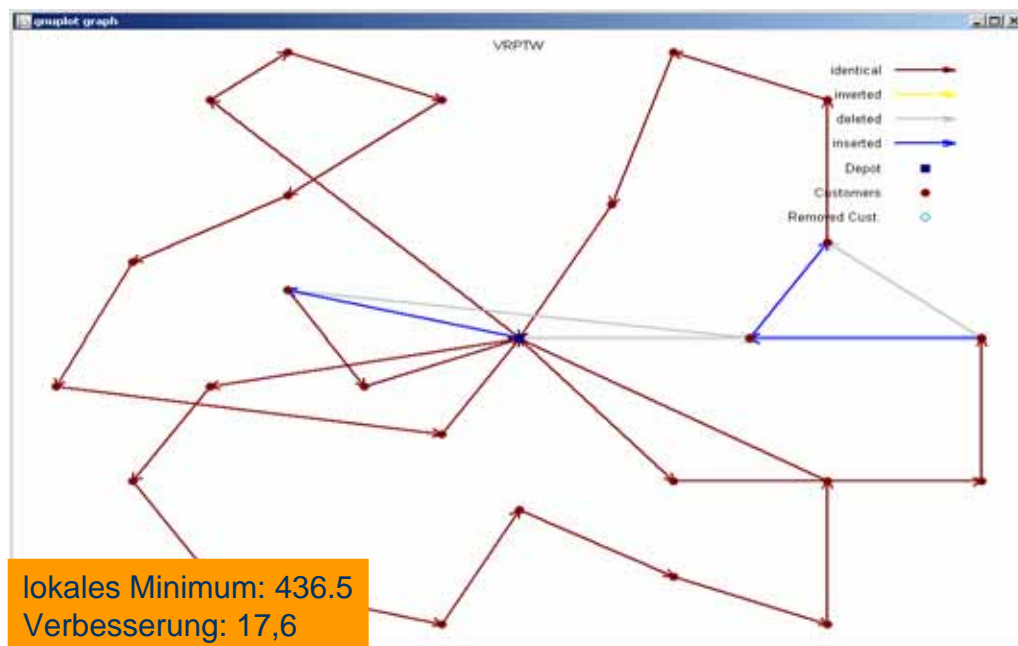 gnuplot graph
VRPTW
identical
inverted
deleted
inserted
Depot
Customers
Removed Cust.
lokales Minimum: 436.5
Verbesserung: 17,6